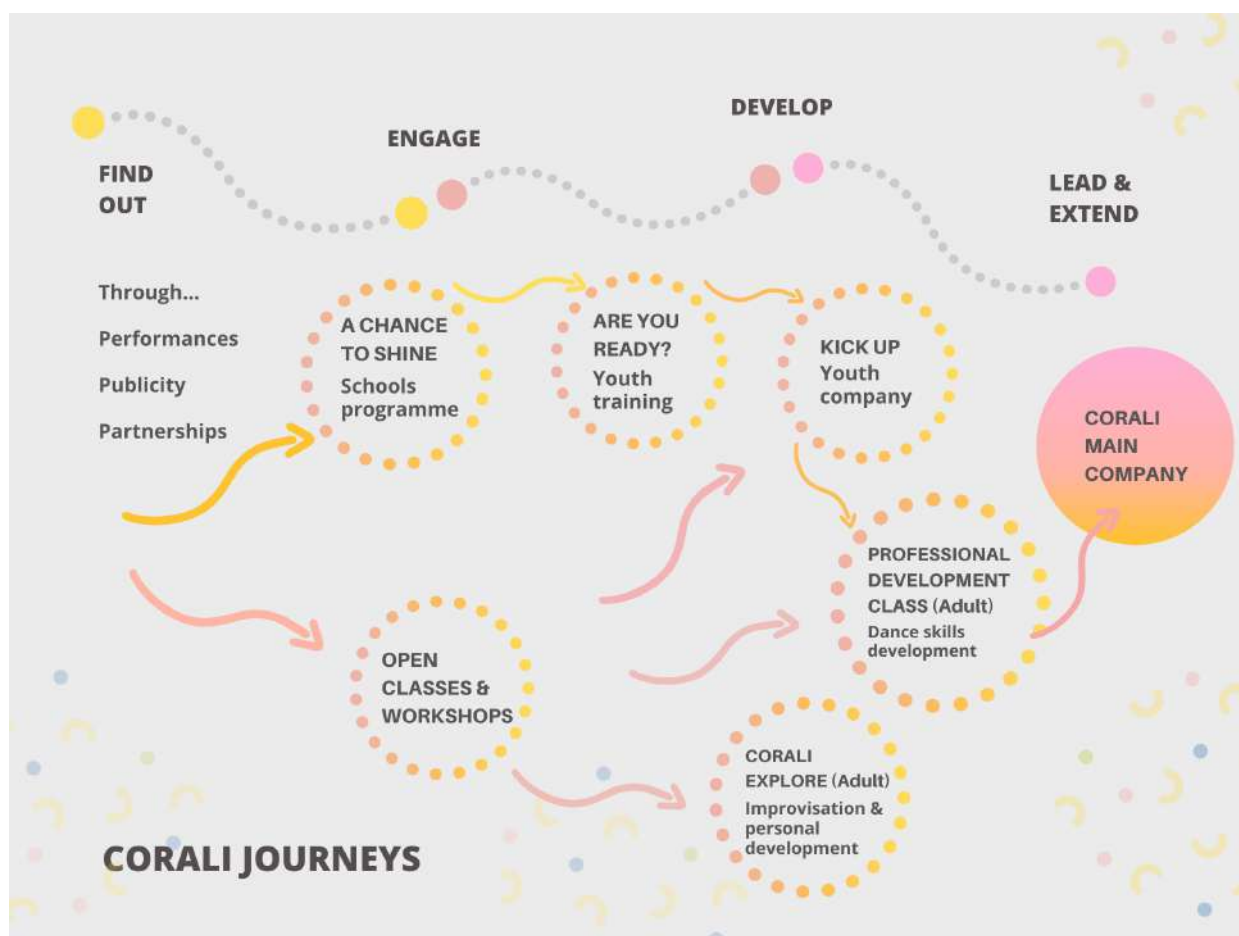 DEVELOP
ENGAGE
FIND
OUT
LEAD &
EXTEND
Through...
Performances
Publicity
Partnerships
A CHANCE
TO SHINE
Schools
programme
ARE YOU
READY?
Youth
training
KICK UP
Youth
company
CORALI
MAIN
COMPANY
PROFESSIONAL
DEVELOPMENT
CLASS (Adult)
Dance skills
development
OPEN
CLASSES &
WORKSHOPS
CORALI
EXPLORE (Adult)
Improvisation &
personal
development
CORALI JOURNEYS